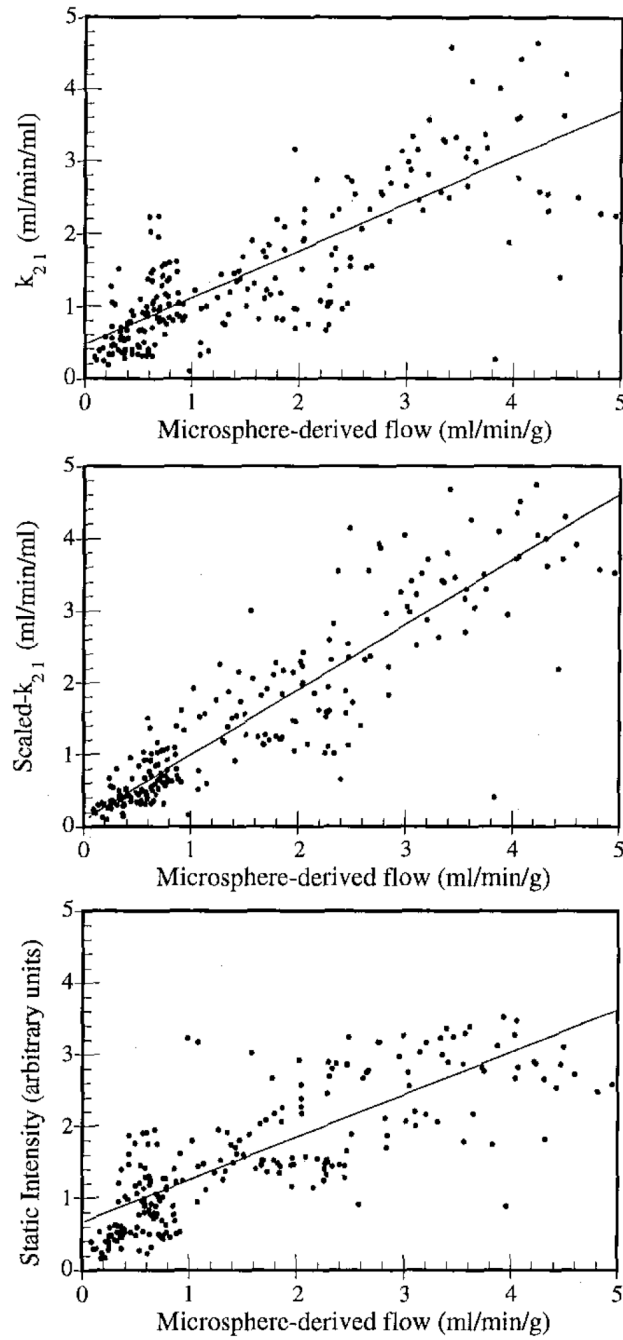 5
4
3
2
1
0
k21 (ml/min/ml)
0 1 2 3 4 5
Microsphere-derived flow (ml/min/g)
5
4
3
2
1
0
Scaled-k21 (ml/min/ml)
0 1 2 3 4 5
Microsphere-derived flow (ml/min/g)
5
4
3
2
1
0
Static Intensity (arbitrary units)
0 1 2 3 4 5
Microsphere-derived flow (ml/min/g)